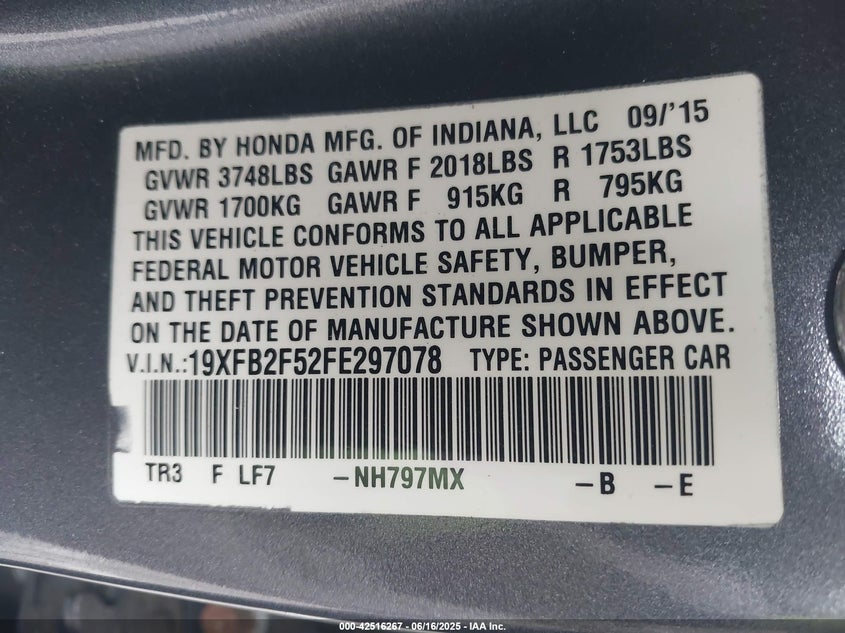 MFD. BY HONDA MFG. OF INDIANA, LLC 09/'15
GVWR 3748LBS GAWR F 2018LBS R 1753LBS
GVWR 1700KG GAWR F 915KG R 795KG
THIS VEHICLE CONFORMS TO ALL APPLICABLE
FEDERAL MOTOR VEHICLE SAFETY, BUMPER,
AND THEFT PREVENTION STANDARDS IN EFFECT
ON THE DATE OF MANUFACTURE SHOWN ABOVE.
V.I.N.:19XFB2F52FE297078 TYPE: PASSENGER CAR
TR3 F LF7 -NH797MX -B -E
000-42516267 - 06/16/2025 - IAA Inc.